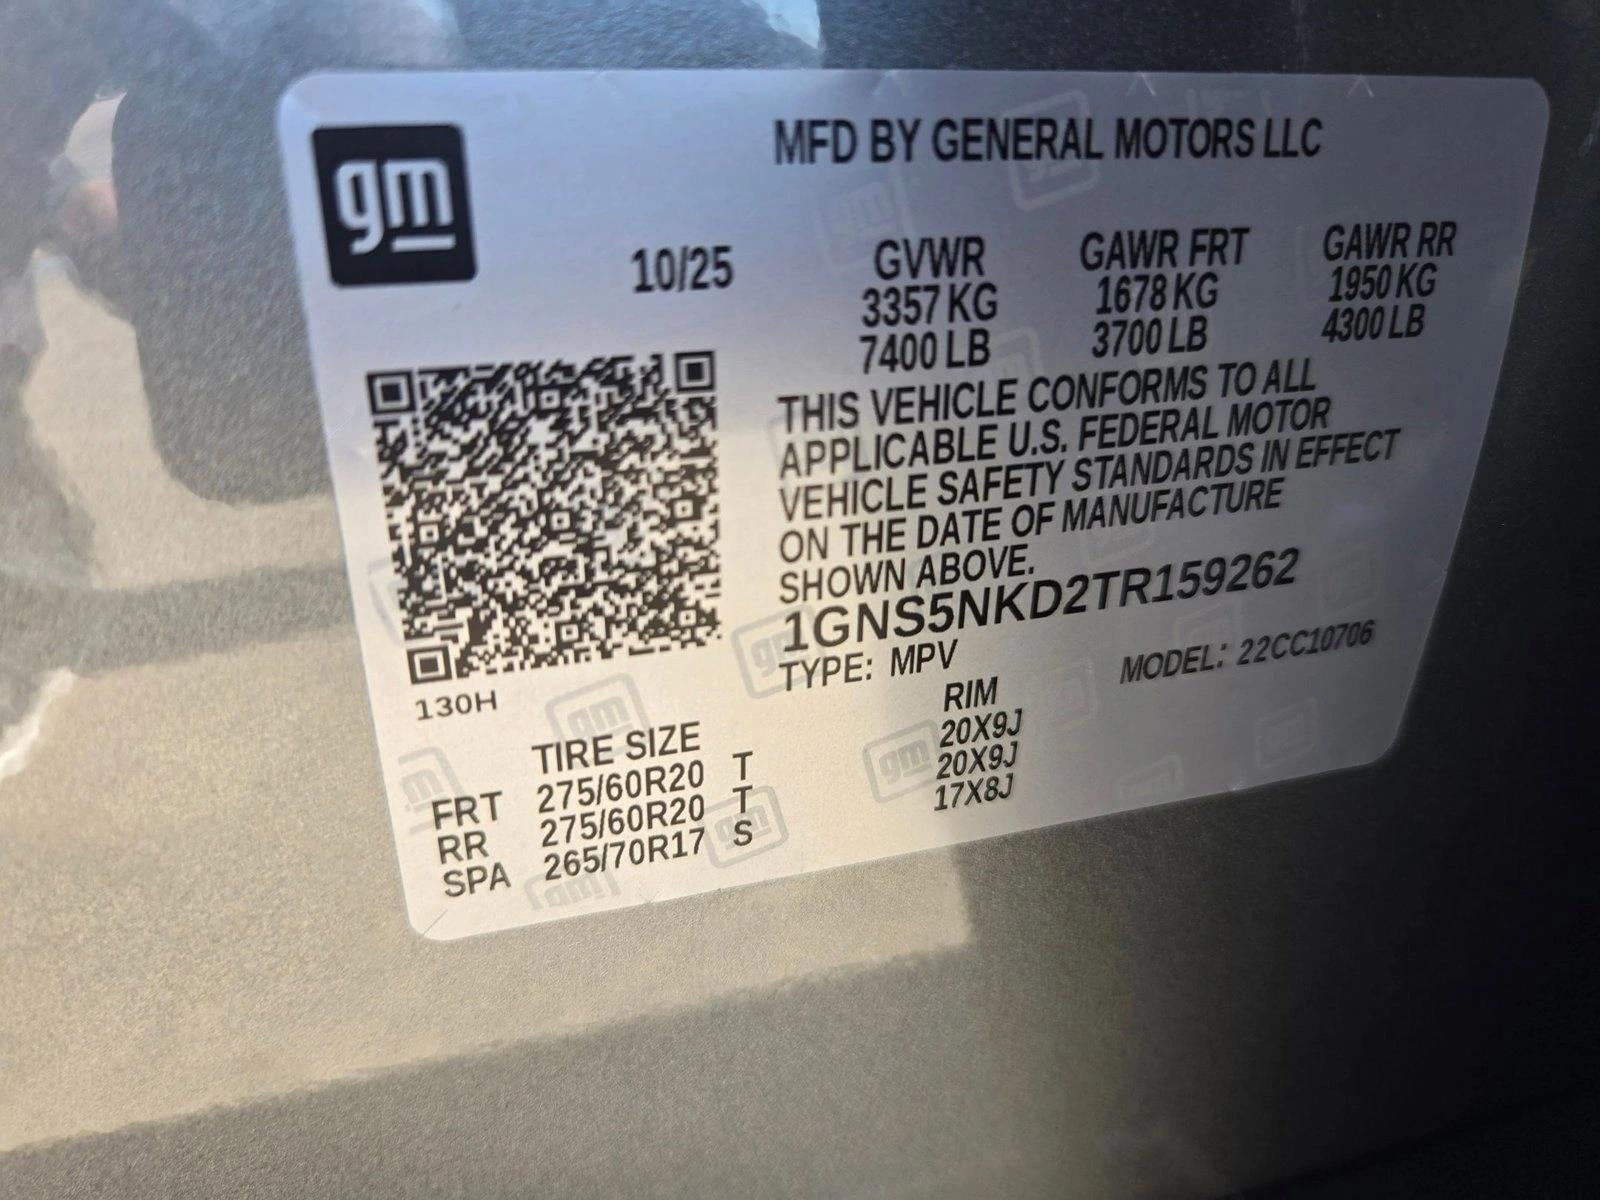 gm
MFD BY GENERAL MOTORS LLC
10/25
GVWR GAWR FRT GAWR RR
3357 KG 1678 KG 1950 KG
7400 LB 3700 LB 4300 LB
THIS VEHICLE CONFORMS TO ALL
APPLICABLE U.S. FEDERAL MOTOR
VEHICLE SAFETY STANDARDS IN EFFECT
ON THE DATE OF MANUFACTURE
SHOWN ABOVE.
1GNS5NKD2TR159262
TYPE: MPV MODEL: 22CC10706
130H
TIRE SIZE RIM
FRT 275/60R20 T 20X9J
RR 275/60R20 T 20X9J
SPA 265/70R17 S 17X8J